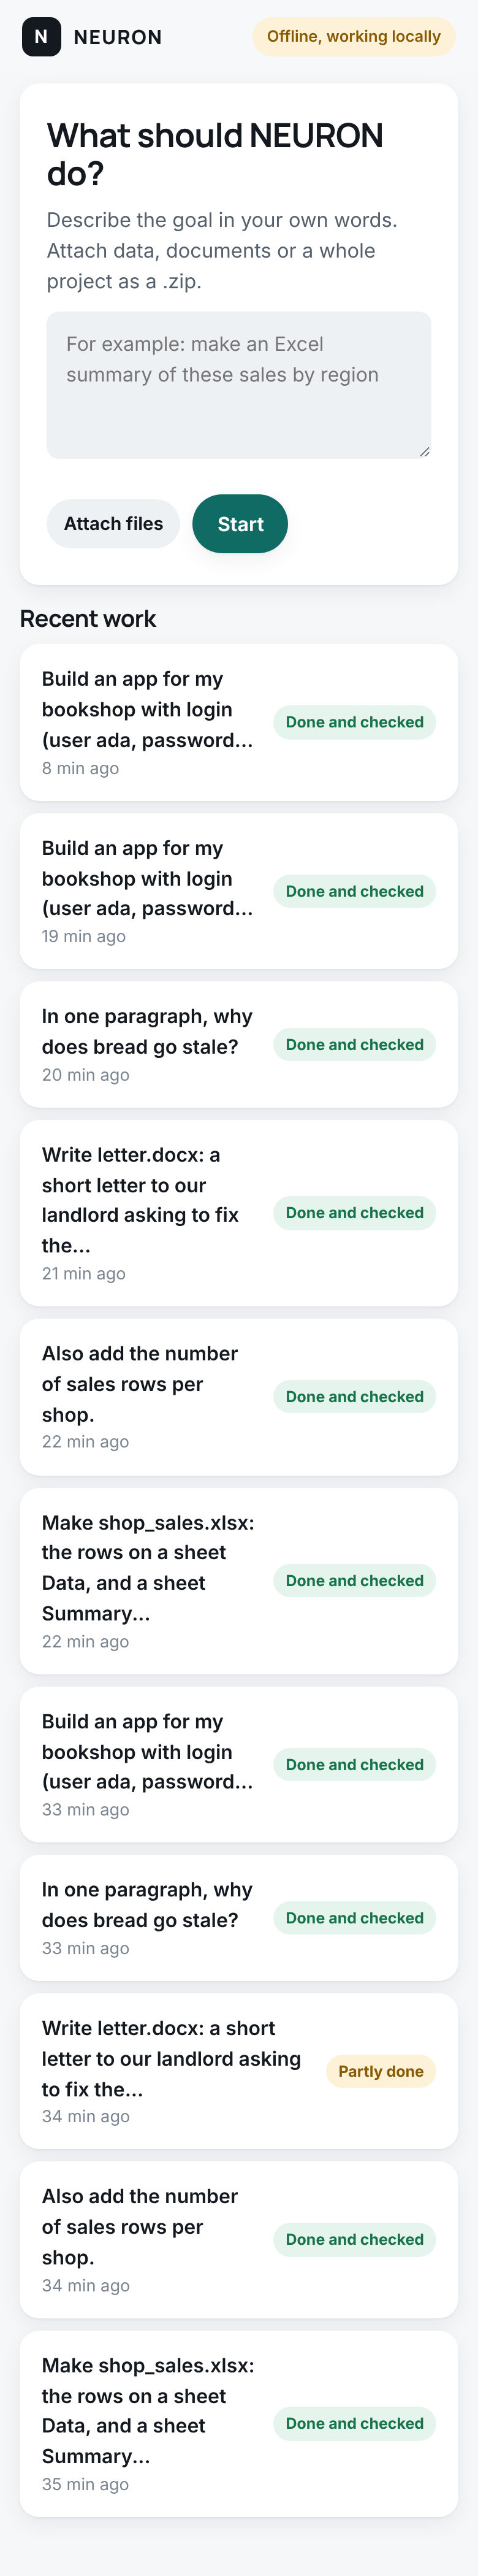 N NEURON
Offline, working locally
What should NEURON
do?
Describe the goal in your own words.
Attach data, documents or a whole
project as a .zip.
For example: make an Excel
summary of these sales by region
Attach files
Start
Recent work
Build an app for my
bookshop with login
(user ada, password...
8 min ago
Done and checked
Build an app for my
bookshop with login
(user ada, password...
19 min ago
Done and checked
In one paragraph, why
does bread go stale?
20 min ago
Done and checked
Write letter.docx: a
short letter to our
landlord asking to fix
the...
21 min ago
Done and checked
Also add the number
of sales rows per
shop.
22 min ago
Done and checked
Make shop_sales.xlsx:
the rows on a sheet
Data, and a sheet
Summary...
22 min ago
Done and checked
Build an app for my
bookshop with login
(user ada, password...
33 min ago
Done and checked
In one paragraph, why
does bread go stale?
33 min ago
Done and checked
Write letter.docx: a short
letter to our landlord asking
to fix the...
34 min ago
Partly done
Also add the number
of sales rows per
shop.
34 min ago
Done and checked
Make shop_sales.xlsx:
the rows on a sheet
Data, and a sheet
Summary...
35 min ago
Done and checked